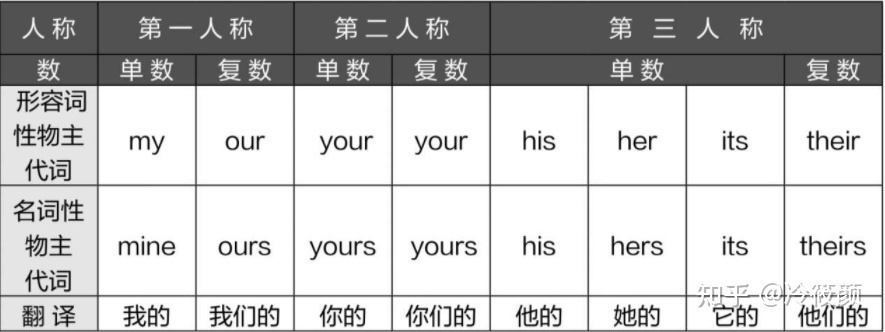 人称 第一人称 第二人称 第三人称
数 单数 复数 单数 复数 单数 复数
形容词
性物主
代词
my our your your his her its their
名词性
物主
代词
mine ours yours yours his hers its theirs
翻译 我的 我们的 你的 你们的 他的 她的 它的 他们的
知乎 @冷筱颜